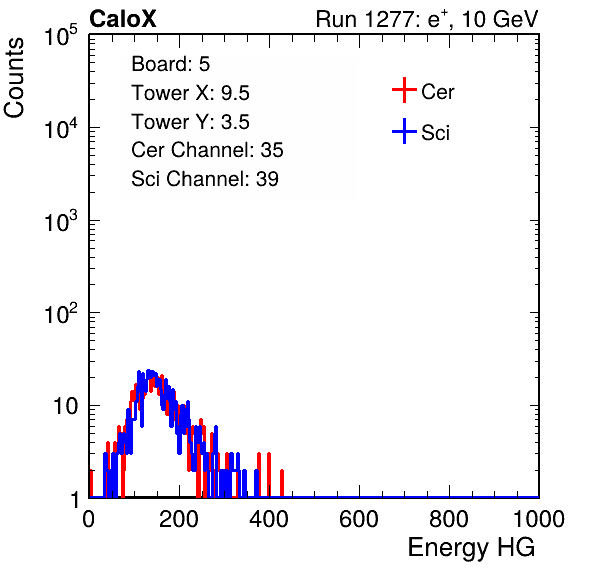 CaloX Run 1277: e⁺, 10 GeV
Counts
10⁵
10⁴
10³
10²
10
1
Board: 5
Tower X: 9.5
Tower Y: 3.5
Cer Channel: 35
Sci Channel: 39
Cer
Sci
0 200 400 600 800 1000
Energy HG